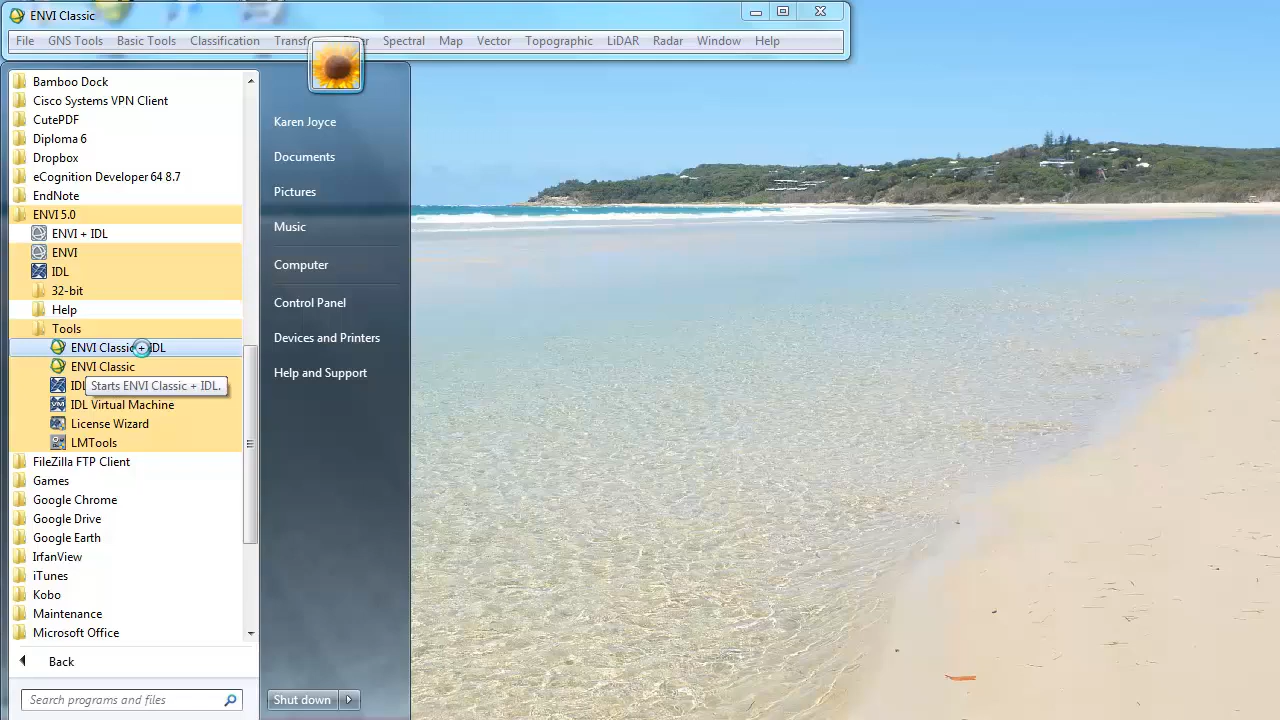 ENVI Classic
File GNS Tools Basic Tools Classification Transf Filter Spectral Map Vector Topographic LiDAR Radar Window Help
Bamboo Dock
Cisco Systems VPN Client
CutePDF
Diploma 6
Dropbox
eCognition Developer 64 8.7
EndNote
ENVI 5.0
ENVI + IDL
ENVI
IDL
32-bit
Help
Tools
ENVI Classic + IDL
ENVI Classic
IDL
Starts ENVI Classic + IDL.
IDL Virtual Machine
License Wizard
LMTools
FileZilla FTP Client
Games
Google Chrome
Google Drive
Google Earth
IrfanView
iTunes
Kobo
Maintenance
Microsoft Office
Back
Search programs and files
Karen Joyce
Documents
Pictures
Music
Computer
Control Panel
Devices and Printers
Help and Support
Shut down